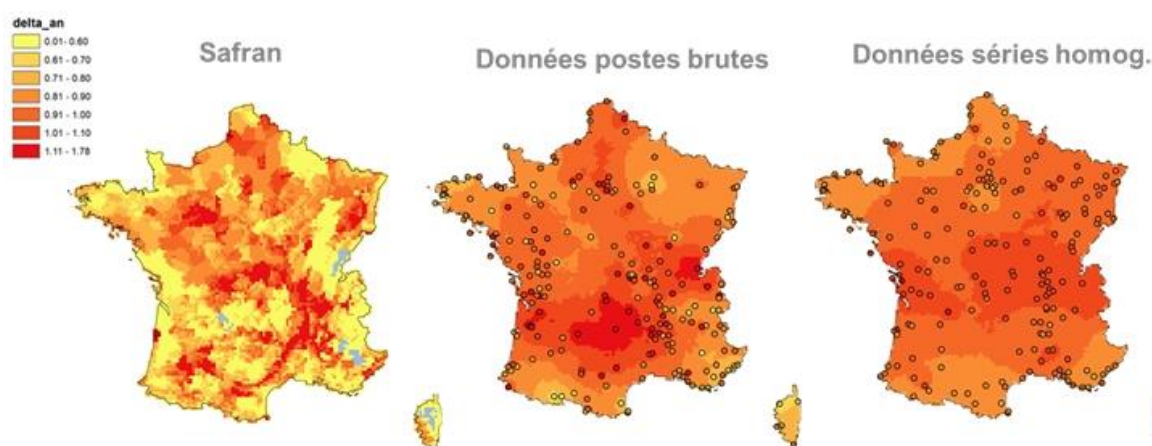 delta_an
0.01 - 0.60
0.61 - 0.70
0.71 - 0.80
0.81 - 0.90
0.91 - 1.00
1.01 - 1.10
1.11 - 1.78
Safran
Données postes brutes
Données séries homog.